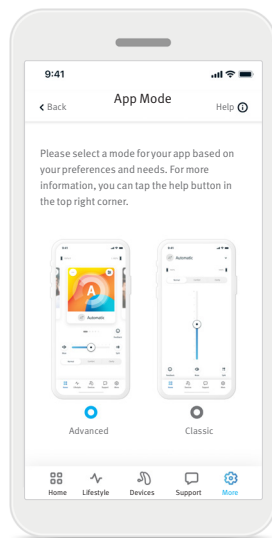 9:41
Back
App Mode
Help
Please select a mode for your app based on
your preferences and needs. For more
information, you can tap the help button in
the top right corner.
A
Automatic
Automatic
Advanced
Classic
Home Lifestyle Devices Support More